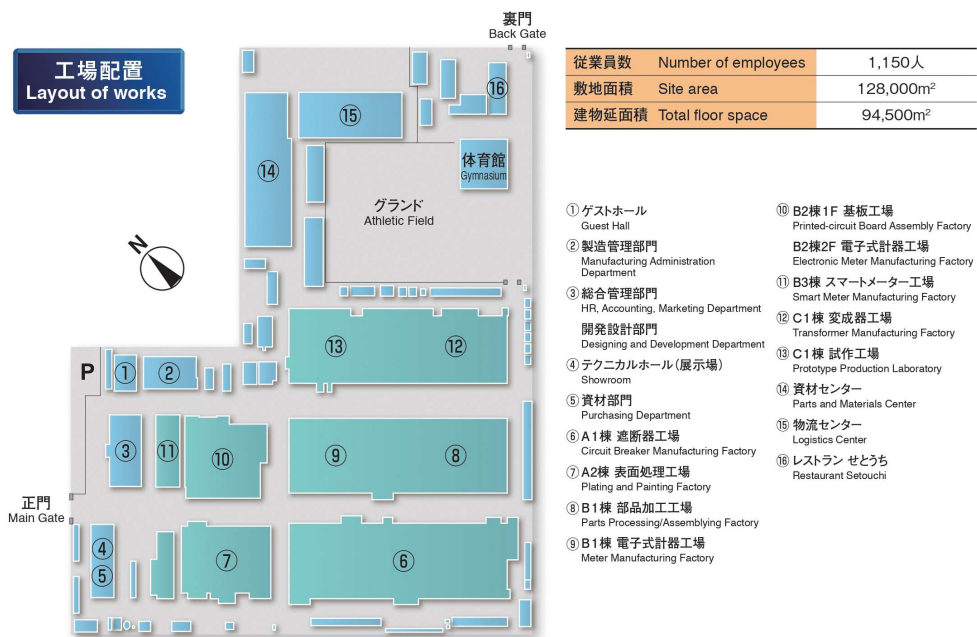 工場配置
Layout of works
裏門
Back Gate
従業員数 Number of employees 1,150人
敷地面積 Site area 128,000m²
建物延面積 Total floor space 94,500m²
⑯
⑮
⑭
体育館
Gymnasium
グランド
Athletic Field
N
⑬
⑫
P
①
②
③
⑪
⑩
⑨
⑧
正門
Main Gate
④
⑤
⑦
⑥
①ゲストホール
Guest Hall
②製造管理部門
Manufacturing Administration
Department
③総合管理部門
HR, Accounting, Marketing Department
開発設計部門
Designing and Development Department
④テクニカルホール(展示場)
Showroom
⑤資材部門
Purchasing Department
⑥A1棟 遮断器工場
Circuit Breaker Manufacturing Factory
⑦A2棟 表面処理工場
Plating and Painting Factory
⑧B1棟 部品加工工場
Parts Processing/Assemblying Factory
⑨B1棟 電子式計器工場
Meter Manufacturing Factory
⑩B2棟1F 基板工場
Printed-circuit Board Assembly Factory
B2棟2F 電子式計器工場
Electronic Meter Manufacturing Factory
⑪B3棟 スマートメーター工場
Smart Meter Manufacturing Factory
⑫C1棟 変成器工場
Transformer Manufacturing Factory
⑬C1棟 試作工場
Prototype Production Laboratory
⑭資材センター
Parts and Materials Center
⑮物流センター
Logistics Center
⑯レストラン せとうち
Restaurant Setouchi